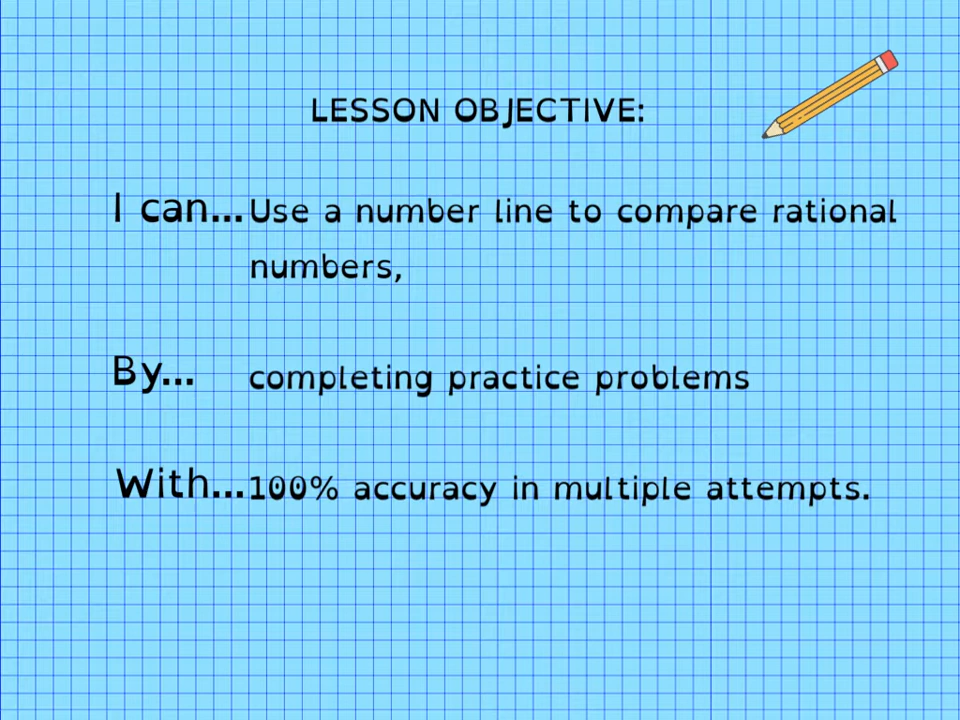 LESSON OBJECTIVE:
I can... Use a number line to compare rational
numbers,
By... completing practice problems
With... 100% accuracy in multiple attempts.